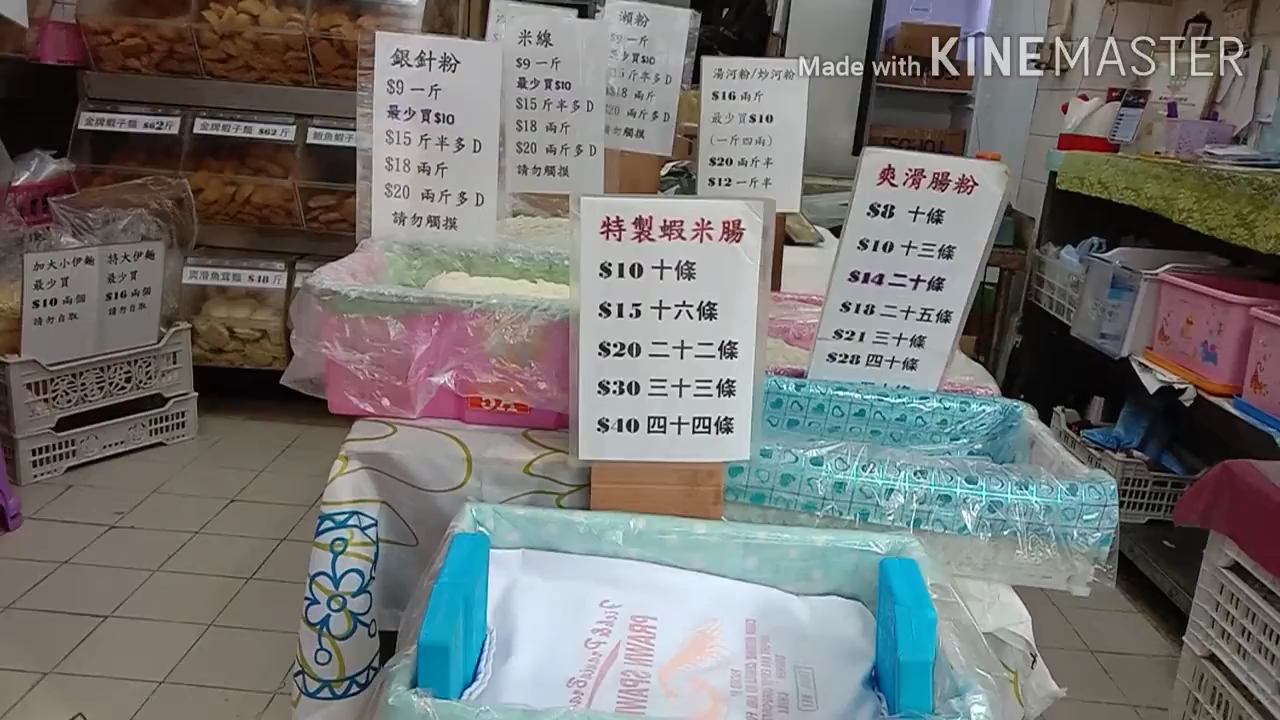 Made with KINEMASTER
銀針粉
$9 一斤
最少買$10
$15 斤半多D
$18 兩斤
$20 兩斤多D
請勿觸摸
米線
$9 一斤
最少買$10
$15 斤半多D
$18 兩斤
$20 兩斤多D
請勿觸摸
瀨粉
$9 一斤
最少買$10
$15 斤半多D
$18 兩斤
$20 兩斤多D
請勿觸摸
湯河粉/炒河粉
$16 兩斤
最少買$10
(一斤四兩)
$20 兩斤半
$12 一斤半
爽滑腸粉
$8 十條
$10 十三條
$14 二十條
$18 二十五條
$21 三十條
$28 四十條
特製蝦米腸
$10 十條
$15 十六條
$20 二十二條
$30 三十三條
$40 四十四條
金牌蝦子麵 $62斤
金牌蝦子麵 $62斤
鮑魚蝦子
加大小伊麵
最少買
$10 兩個
請勿自取
特大伊麵
最少買
$16 兩個
請勿自取
PRAWN SPAWN